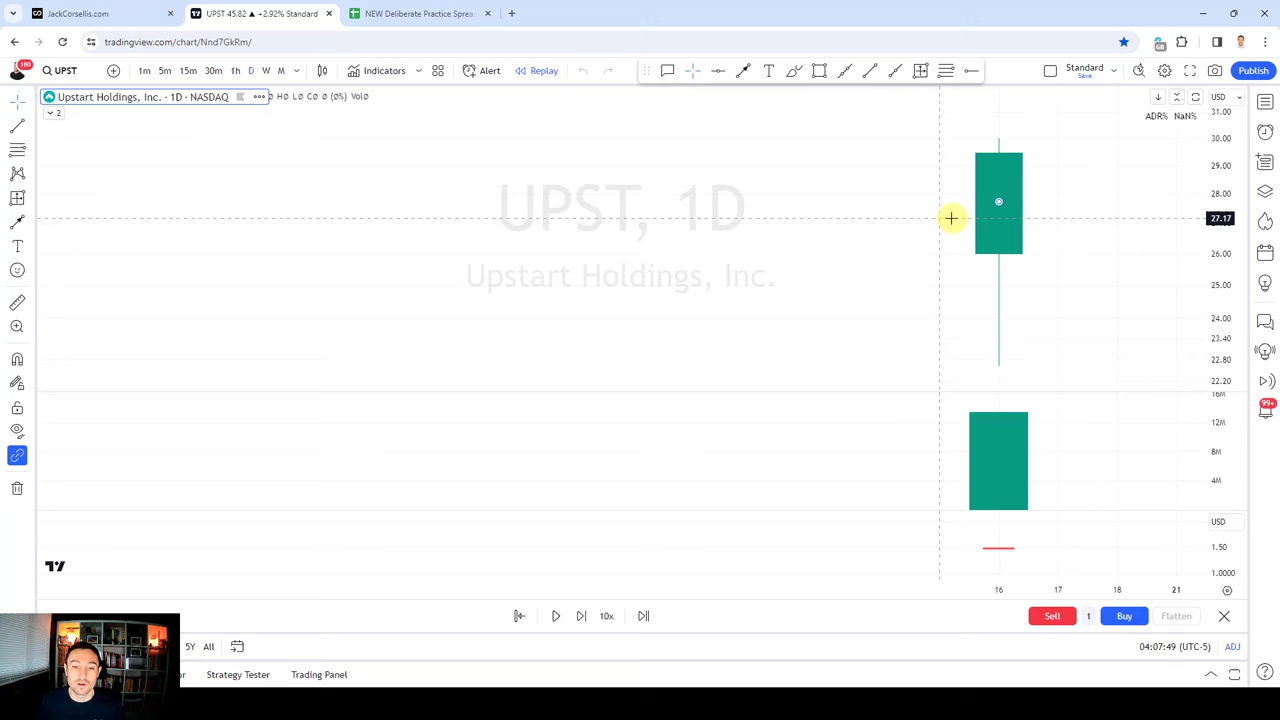 JackCorsellis.com
UPST 45.82 ▲ +2.92% Standard
NEW Deliberate Practice Sprea
tradingview.com/chart/Nnd7GkRm/
180
UPST
1m 5m 15m 30m 1h D W M
Indicators
Alert
Replay
Standard
Save
Publish
Upstart Holdings, Inc. · 1D · NASDAQ
H0 L0 C0 0 (0%) Vol0
2
USD
ADR% NaN%
UPST, 1D
Upstart Holdings, Inc.
31.00
30.00
29.00
28.00
27.17
26.00
25.00
24.00
23.40
22.80
22.20
16M
12M
8M
4M
USD
1.50
1.0000
16 17 18 21
99+
10x
Sell 1 Buy Flatten
5Y All
04:07:49 (UTC-5) ADJ
Strategy Tester Trading Panel